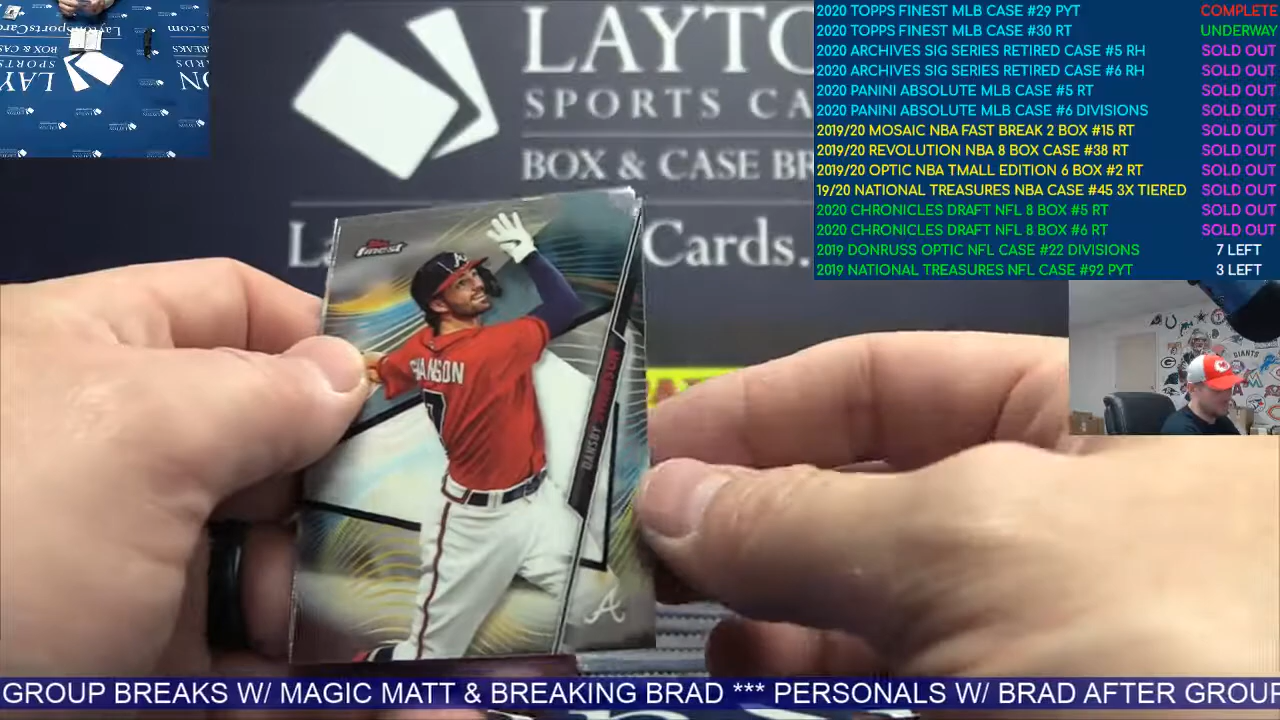 2020 TOPPS FINEST MLB CASE #29 PYT COMPLETE
2020 TOPPS FINEST MLB CASE #30 RT UNDERWAY
2020 ARCHIVES SIG SERIES RETIRED CASE #5 RH SOLD OUT
2020 ARCHIVES SIG SERIES RETIRED CASE #6 RH SOLD OUT
2020 PANINI ABSOLUTE MLB CASE #5 RT SOLD OUT
2020 PANINI ABSOLUTE MLB CASE #6 DIVISIONS SOLD OUT
2019/20 MOSAIC NBA FAST BREAK 2 BOX #15 RT SOLD OUT
2019/20 REVOLUTION NBA 8 BOX CASE #38 RT SOLD OUT
2019/20 OPTIC NBA TMALL EDITION 6 BOX #2 RT SOLD OUT
19/20 NATIONAL TREASURES NBA CASE #45 3X TIERED SOLD OUT
2020 CHRONICLES DRAFT NFL 8 BOX #5 RT SOLD OUT
2020 CHRONICLES DRAFT NFL 8 BOX #6 RT SOLD OUT
2019 DONRUSS OPTIC NFL CASE #22 DIVISIONS 7 LEFT
2019 NATIONAL TREASURES NFL CASE #92 PYT 3 LEFT
LAYTO
SPORTS CA
BOX & CASE BR
La Cards.
Topps
finest
SWANSON
7
DANSBY SWANSON
A
GIANTS
GROUP BREAKS W/ MAGIC MATT & BREAKING BRAD *** PERSONALS W/ BRAD AFTER GROUP